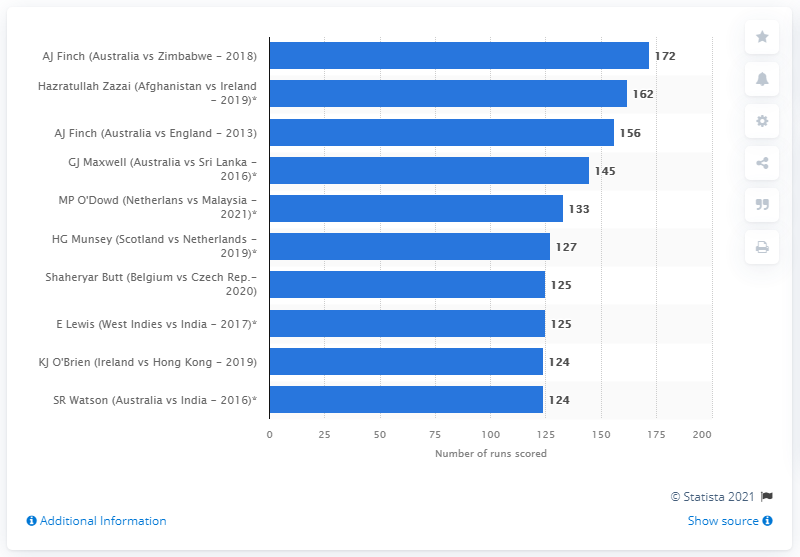 AJ Finch (Australia vs Zimbabwe - 2018)
172
Hazratullah Zazai (Afghanistan vs Ireland
- 2019)*
162
AJ Finch (Australia vs England - 2013)
156
GJ Maxwell (Australia vs Sri Lanka -
2016)*
145
MP O'Dowd (Netherlans vs Malaysia -
2021)*
133
HG Munsey (Scotland vs Netherlands -
2019)*
127
Shaheryar Butt (Belgium vs Czech Rep.-
2020)
125
E Lewis (West Indies vs India - 2017)*
125
KJ O'Brien (Ireland vs Hong Kong - 2019)
124
SR Watson (Australia vs India - 2016)*
124
0 25 50 75 100 125 150 175 200
Number of runs scored
© Statista 2021
Additional Information
Show source